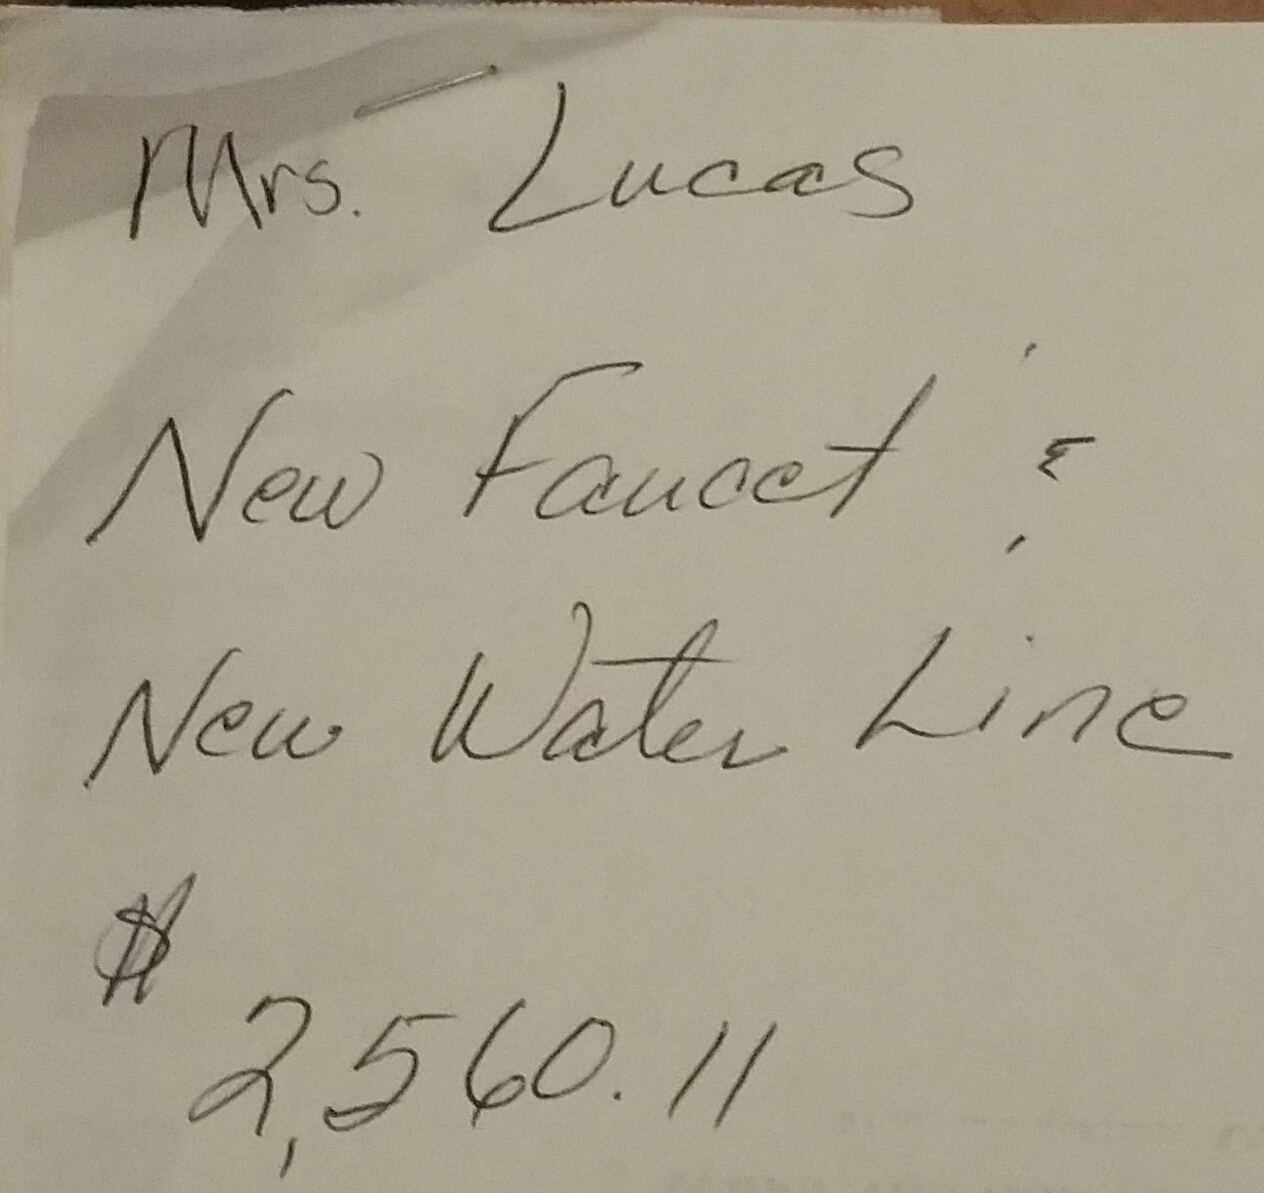 Mrs. Lucas
New Faucet &
New Water Line
$
2,560.11